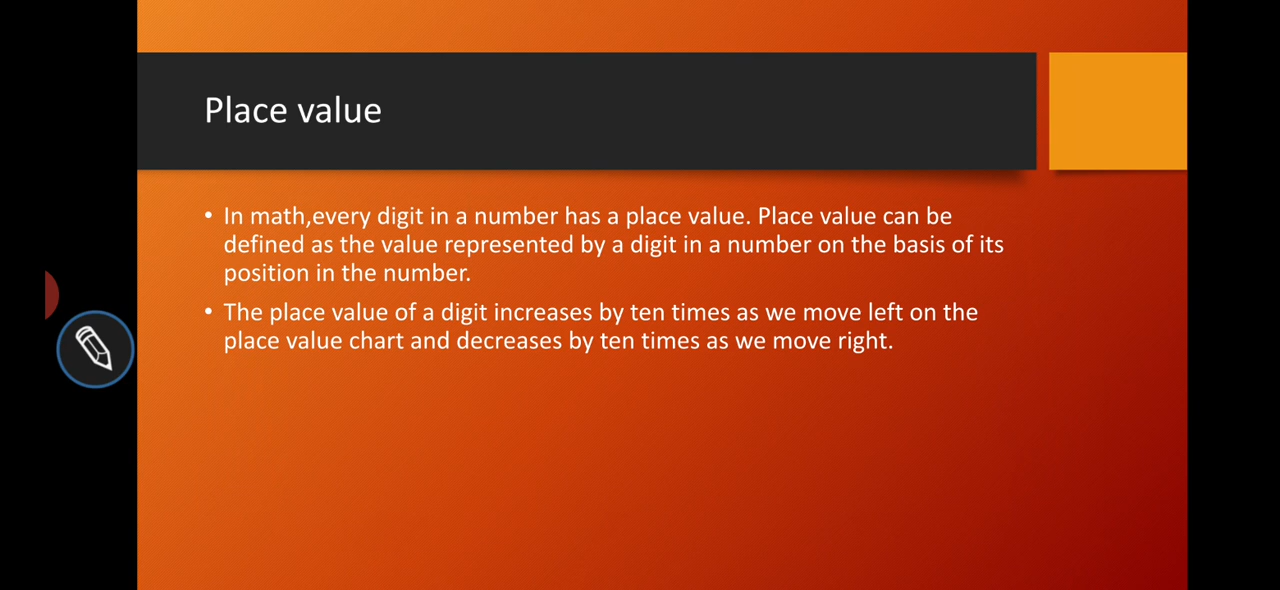 Place value
• In math,every digit in a number has a place value. Place value can be
defined as the value represented by a digit in a number on the basis of its
position in the number.
• The place value of a digit increases by ten times as we move left on the
place value chart and decreases by ten times as we move right.